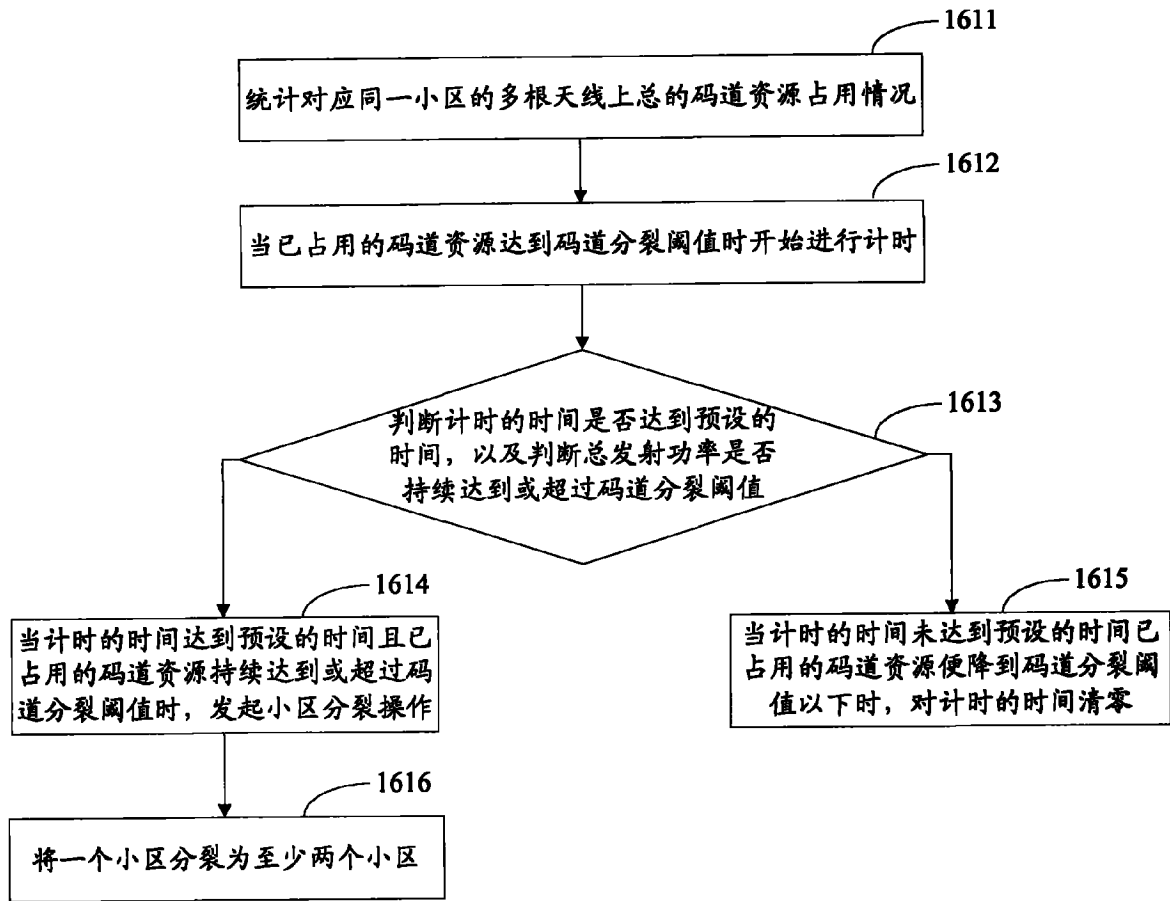 1611
统计对应同一小区的多根天线上总的码道资源占用情况
1612
当已占用的码道资源达到码道分裂阈值时开始进行计时
1613
判断计时的时间是否达到预设的
时间，以及判断总发射功率是否
持续达到或超过码道分裂阈值
1614
当计时的时间达到预设的时间且已
占用的码道资源持续达到或超过码
道分裂阈值时，发起小区分裂操作
1615
当计时的时间未达到预设的时间已
占用的码道资源便降到码道分裂阈
值以下时，对计时的时间清零
1616
将一个小区分裂为至少两个小区